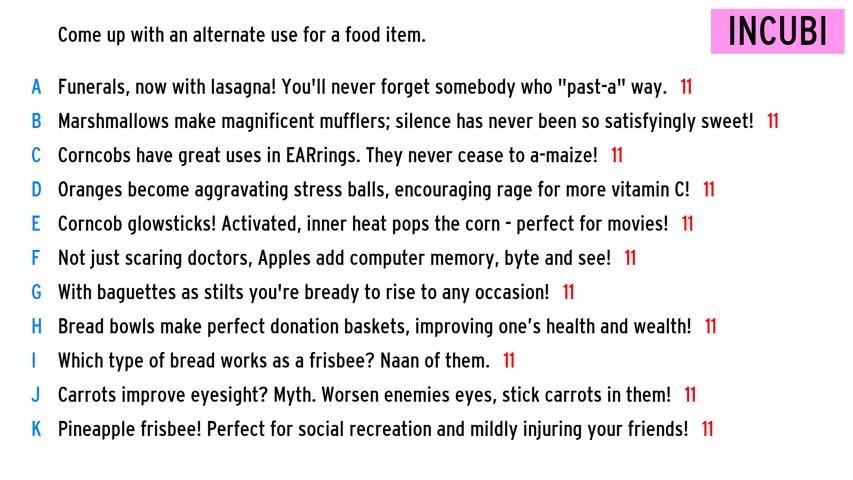 Come up with an alternate use for a food item.
INCUBI
A Funerals, now with lasagna! You'll never forget somebody who "past-a" way. 11
B Marshmallows make magnificent mufflers; silence has never been so satisfyingly sweet! 11
C Corncobs have great uses in EARrings. They never cease to a-maize! 11
D Oranges become aggravating stress balls, encouraging rage for more vitamin C! 11
E Corncob glowsticks! Activated, inner heat pops the corn - perfect for movies! 11
F Not just scaring doctors, Apples add computer memory, byte and see! 11
G With baguettes as stilts you're bready to rise to any occasion! 11
H Bread bowls make perfect donation baskets, improving one’s health and wealth! 11
I Which type of bread works as a frisbee? Naan of them. 11
J Carrots improve eyesight? Myth. Worsen enemies eyes, stick carrots in them! 11
K Pineapple frisbee! Perfect for social recreation and mildly injuring your friends! 11